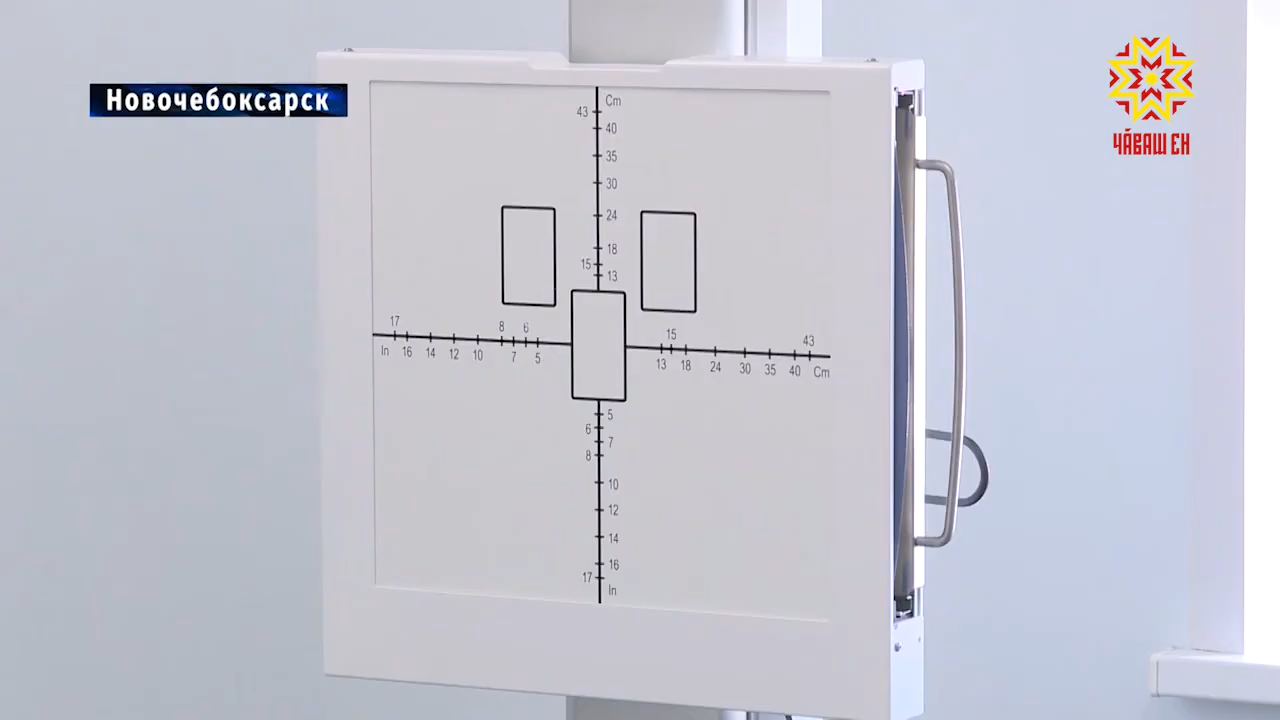 Новочебоксарск
ЧӐВАШ ЕН
Cm
43
40
35
30
24
18
15
13
17 8 6 15 43
In 16 14 12 10 7 5 13 18 24 30 35 40 Cm
5
6
7
8
10
12
14
16
17
In